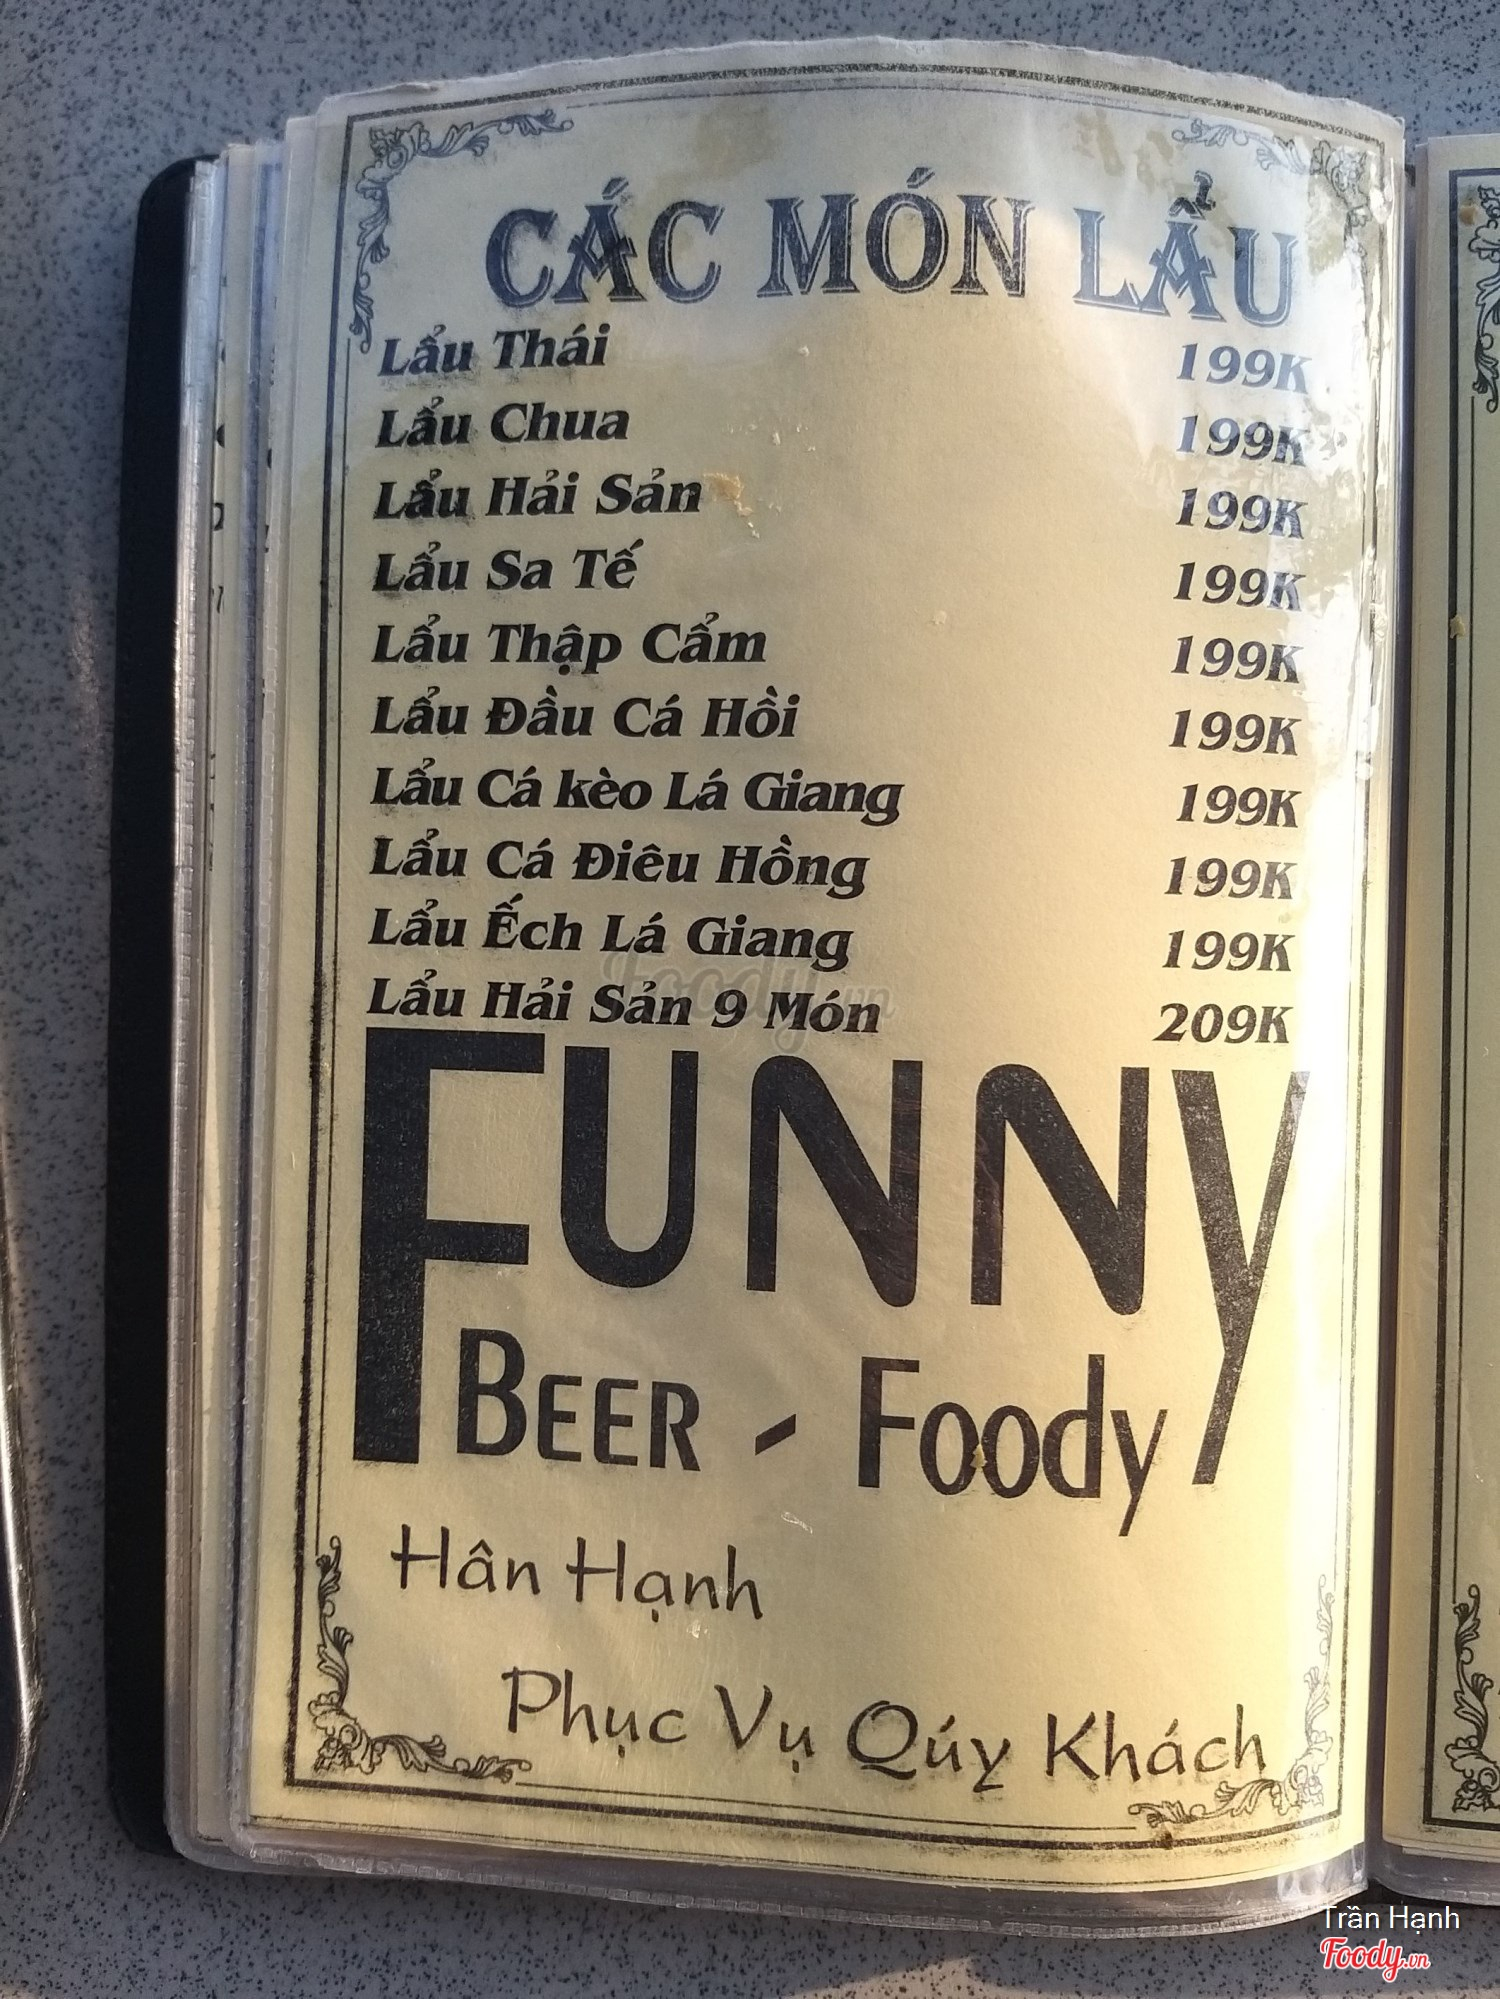 CÁC MÓN LẨU
Lẩu Thái 199K
Lẩu Chua 199K
Lẩu Hải Sản 199K
Lẩu Sa Tế 199K
Lẩu Thập Cẩm 199K
Lẩu Đầu Cá Hồi 199K
Lẩu Cá kèo Lá Giang 199K
Lẩu Cá Điêu Hồng 199K
Lẩu Ếch Lá Giang 199K
Lẩu Hải Sản 9 Món 209K
Foody.vn
FUNNY
BEER - Foody
Hân Hạnh
Phục Vụ Qúy Khách
Trần Hạnh
Foody.vn